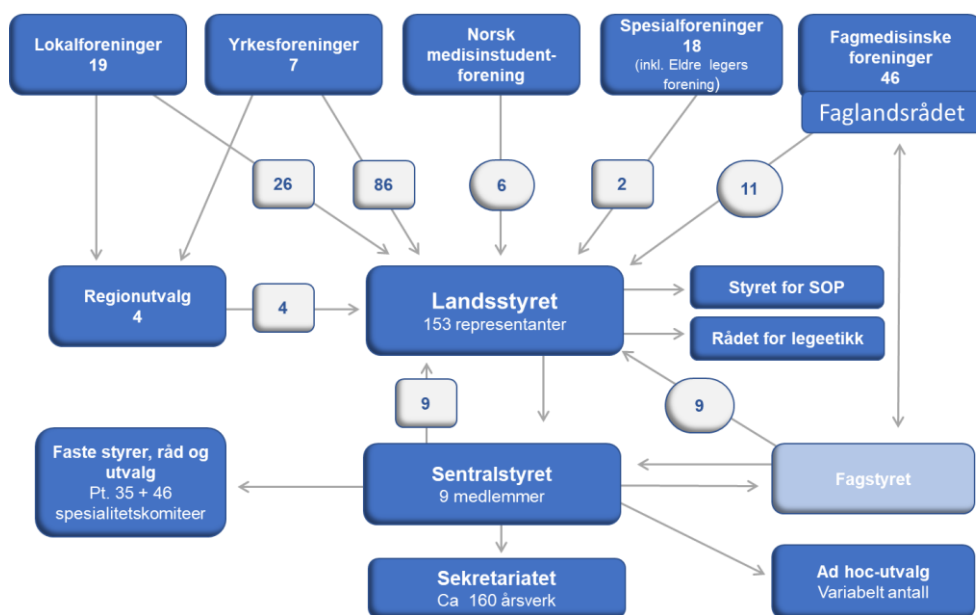 Lokalforeninger
19
Yrkesforeninger
7
Norsk
medisinstudent-
forening
Spesialforeninger
18
(inkl. Eldre legers
forening)
Fagmedisinske
foreninger
46
Faglandsrådet
26
86
6
2
11
Regionutvalg
4
4
Landsstyret
153 representanter
Styret for SOP
Rådet for legeetikk
9
9
Faste styrer, råd og
utvalg
Pt. 35 + 46
spesialitetskomiteer
Sentralstyret
9 medlemmer
Fagstyret
Sekretariatet
Ca 160 årsverk
Ad hoc-utvalg
Variabelt antall